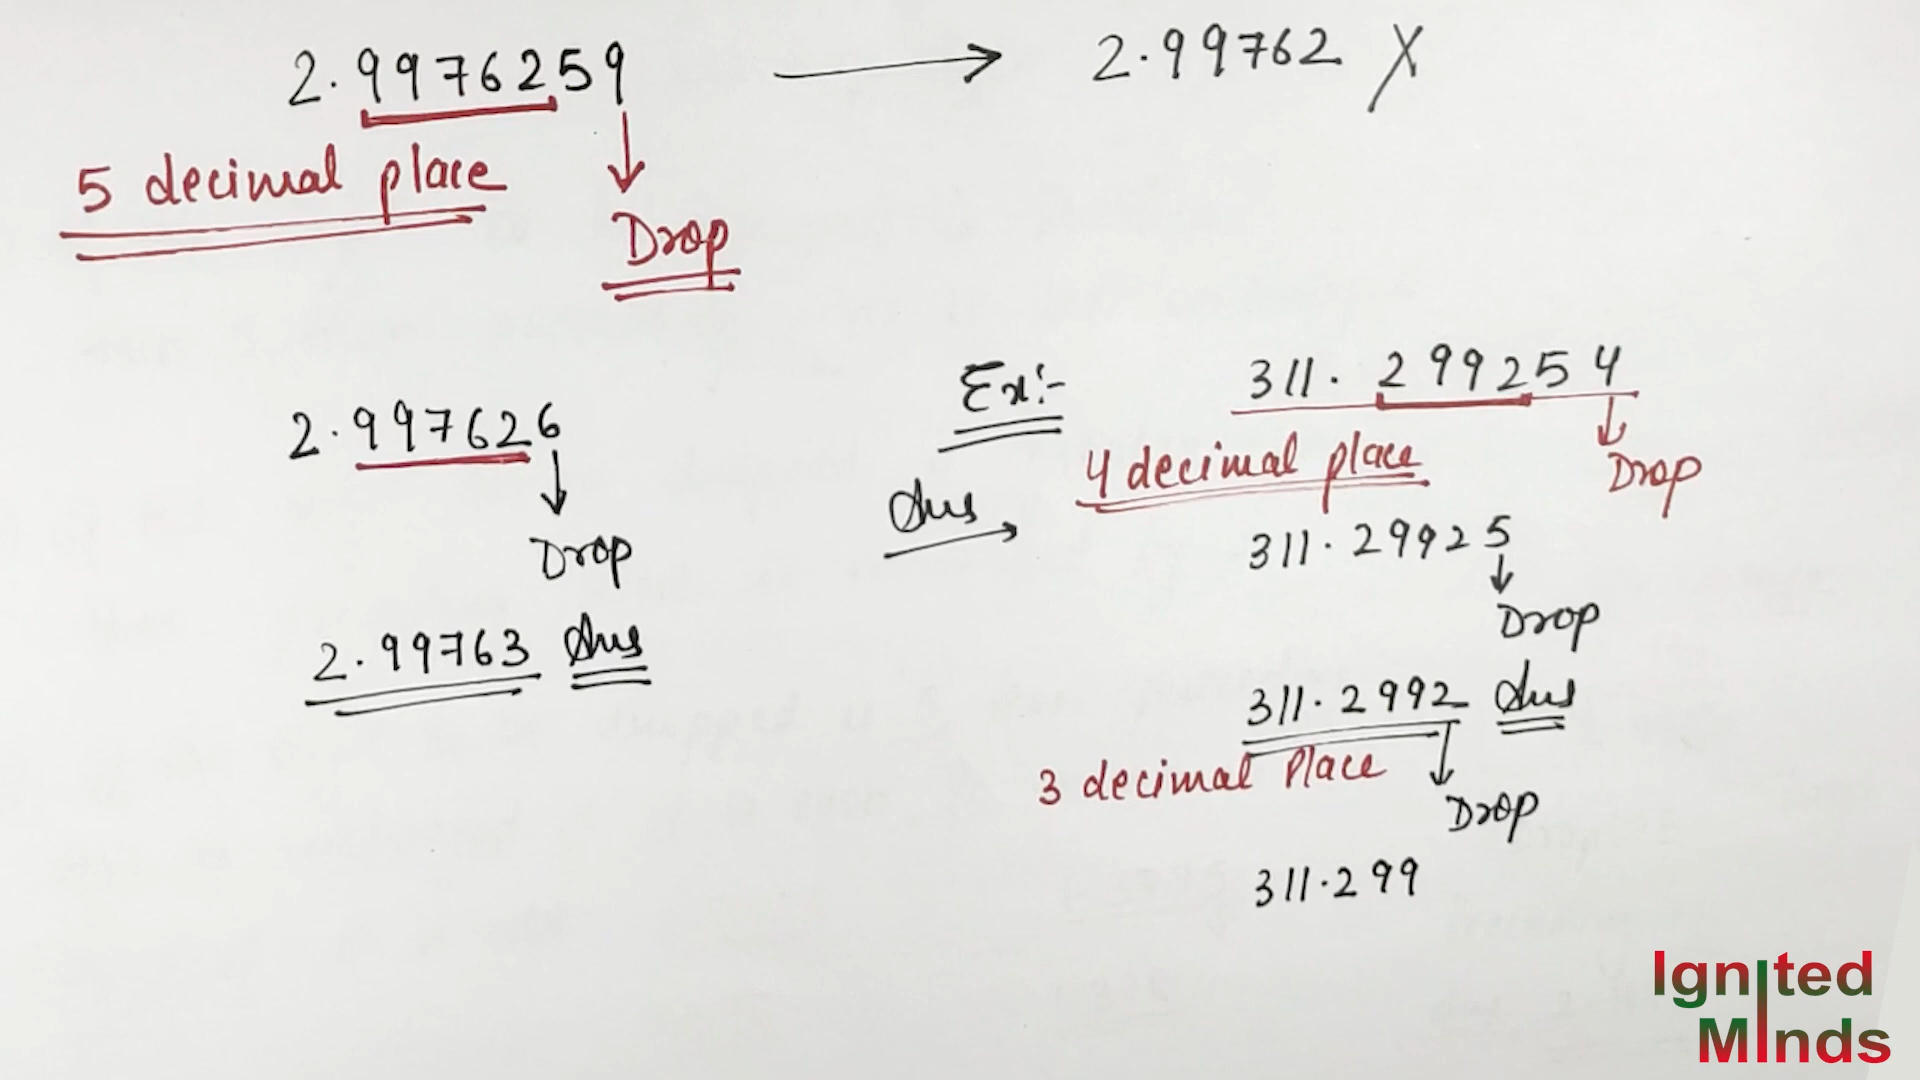 2.9976259 → 2.99762 X
5 decimal place
Drop
2.997626
Drop
2.99763 Ans
Ex:- 311.299254
4 decimal place
Drop
Ans → 311.29925
Drop
311.2992 Ans
3 decimal Place
Drop
311.299
Ignited
Minds